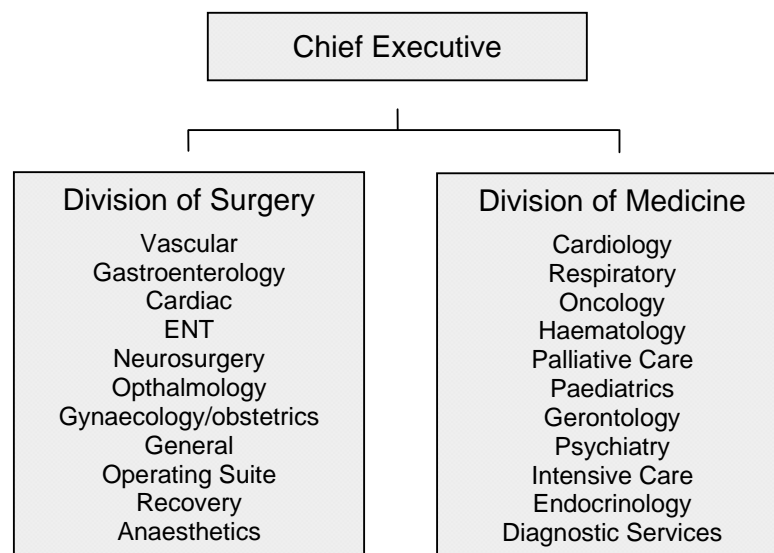 Chief Executive
Division of Surgery
Vascular
Gastroenterology
Cardiac
ENT
Neurosurgery
Opthalmology
Gynaecology/obstetrics
General
Operating Suite
Recovery
Anaesthetics
Division of Medicine
Cardiology
Respiratory
Oncology
Haematology
Palliative Care
Paediatrics
Gerontology
Psychiatry
Intensive Care
Endocrinology
Diagnostic Services